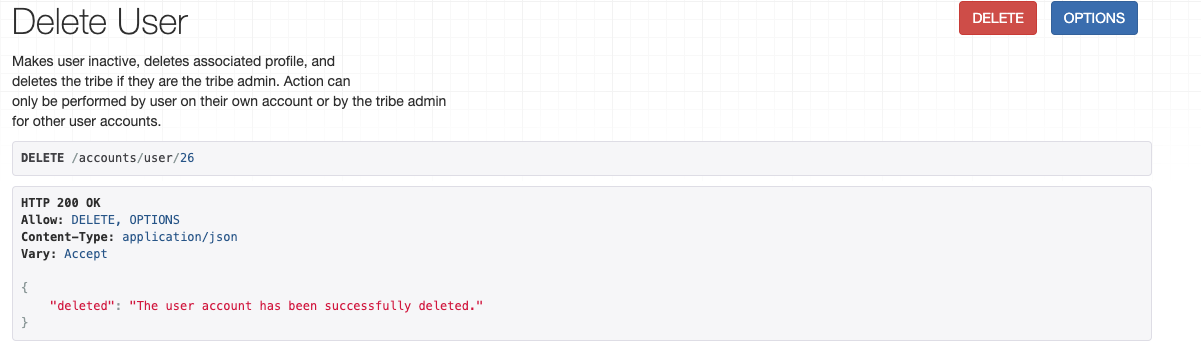 Delete User
DELETE
OPTIONS
Makes user inactive, deletes associated profile, and
deletes the tribe if they are the tribe admin. Action can
only be performed by user on their own account or by the tribe admin
for other user accounts.
DELETE /accounts/user/26
HTTP 200 OK
Allow: DELETE, OPTIONS
Content-Type: application/json
Vary: Accept
{
    "deleted": "The user account has been successfully deleted."
}